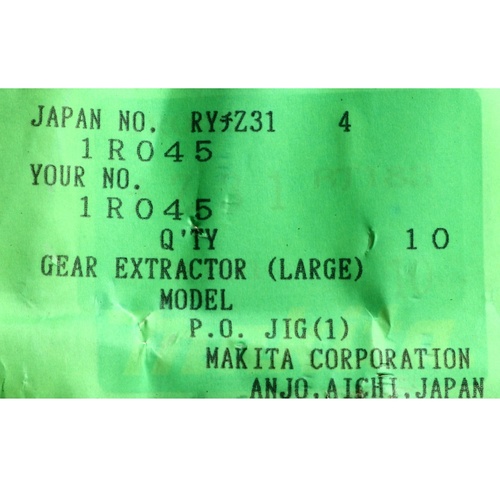 JAPAN NO. RYチZ31 4
1R045
YOUR NO.
1R045
Q'TY 10
GEAR EXTRACTOR (LARGE)
MODEL
P.O. JIG(1)
MAKITA CORPORATION
ANJO,AICHI,JAPAN